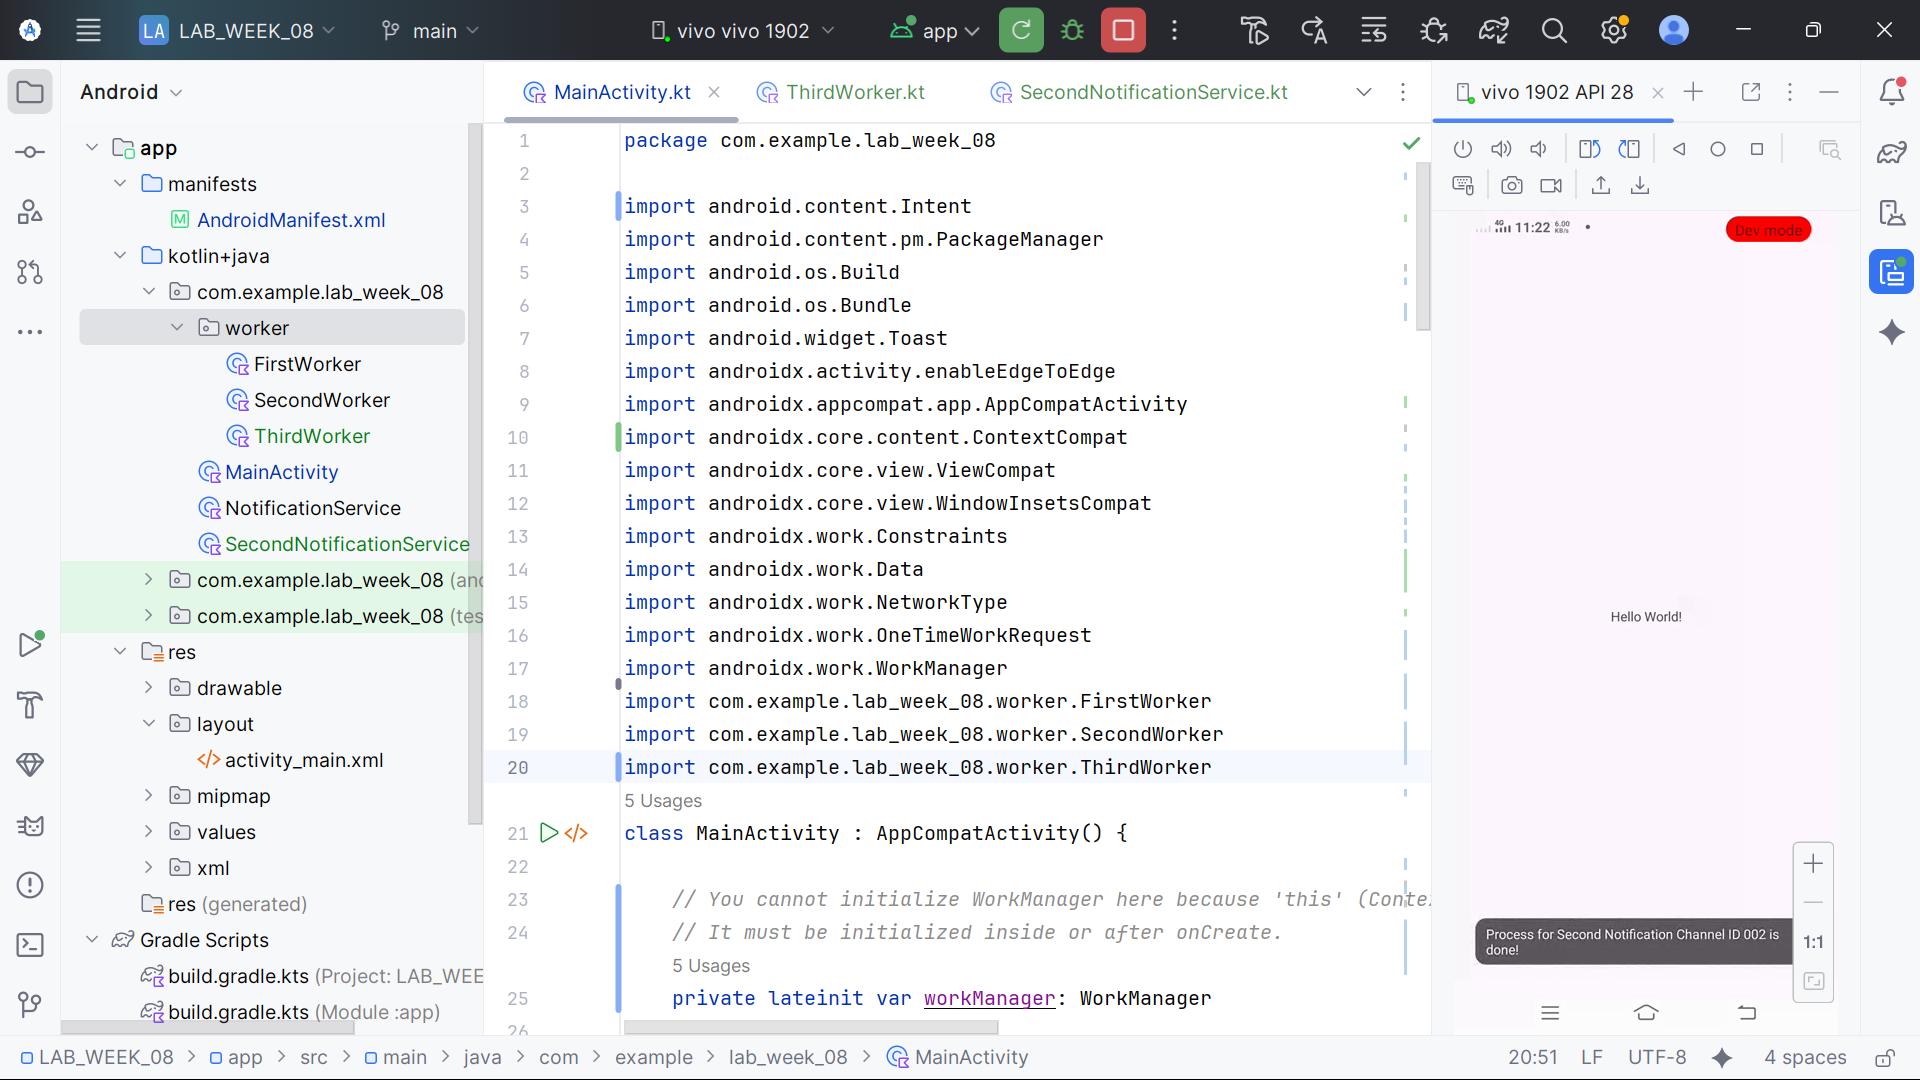 LA LAB_WEEK_08 main vivo vivo 1902 app
Android
MainActivity.kt ThirdWorker.kt SecondNotificationService.kt
vivo 1902 API 28
app
manifests
AndroidManifest.xml
kotlin+java
com.example.lab_week_08
worker
FirstWorker
SecondWorker
ThirdWorker
MainActivity
NotificationService
SecondNotificationService
com.example.lab_week_08 (and
com.example.lab_week_08 (tes
res
drawable
layout
activity_main.xml
mipmap
values
xml
res (generated)
Gradle Scripts
build.gradle.kts (Project: LAB_WEE
build.gradle.kts (Module :app)
1 package com.example.lab_week_08
2
3 import android.content.Intent
4 import android.content.pm.PackageManager
5 import android.os.Build
6 import android.os.Bundle
7 import android.widget.Toast
8 import androidx.activity.enableEdgeToEdge
9 import androidx.appcompat.app.AppCompatActivity
10 import androidx.core.content.ContextCompat
11 import androidx.core.view.ViewCompat
12 import androidx.core.view.WindowInsetsCompat
13 import androidx.work.Constraints
14 import androidx.work.Data
15 import androidx.work.NetworkType
16 import androidx.work.OneTimeWorkRequest
17 import androidx.work.WorkManager
18 import com.example.lab_week_08.worker.FirstWorker
19 import com.example.lab_week_08.worker.SecondWorker
20 import com.example.lab_week_08.worker.ThirdWorker
5 Usages
21 class MainActivity : AppCompatActivity() {
22
23 // You cannot initialize WorkManager here because 'this' (Conte
24 // It must be initialized inside or after onCreate.
5 Usages
25 private lateinit var workManager: WorkManager
26
4G 11:22 6.00 KB/s
Dev mode
Hello World!
Process for Second Notification Channel ID 002 is
done!
1:1
LAB_WEEK_08 > app > src > main > java > com > example > lab_week_08 > MainActivity
20:51 LF UTF-8 4 spaces